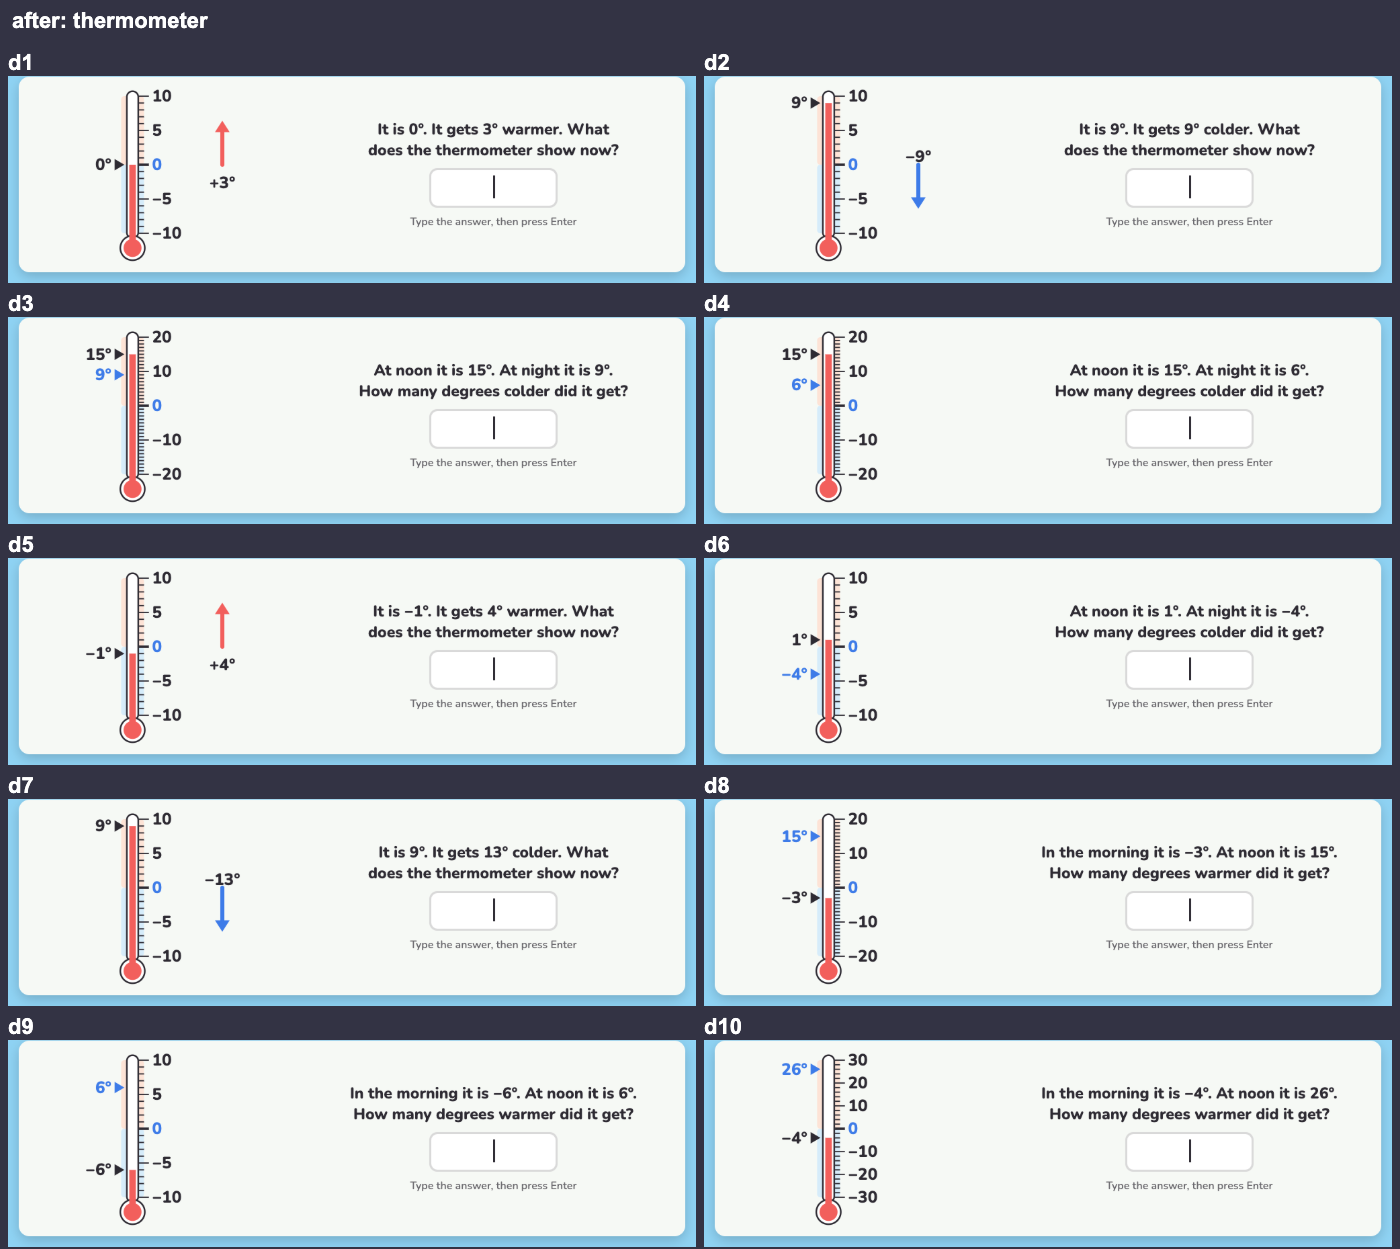 after: thermometer
d1
10
5
0
−5
−10
0°
+3°
It is 0°. It gets 3° warmer. What
does the thermometer show now?
Type the answer, then press Enter
d2
10
5
0
−5
−10
9°
−9°
It is 9°. It gets 9° colder. What
does the thermometer show now?
Type the answer, then press Enter
d3
20
10
0
−10
−20
15°
9°
At noon it is 15°. At night it is 9°.
How many degrees colder did it get?
Type the answer, then press Enter
d4
20
10
0
−10
−20
15°
6°
At noon it is 15°. At night it is 6°.
How many degrees colder did it get?
Type the answer, then press Enter
d5
10
5
0
−5
−10
−1°
+4°
It is −1°. It gets 4° warmer. What
does the thermometer show now?
Type the answer, then press Enter
d6
10
5
0
−5
−10
1°
−4°
At noon it is 1°. At night it is −4°.
How many degrees colder did it get?
Type the answer, then press Enter
d7
10
5
0
−5
−10
9°
−13°
It is 9°. It gets 13° colder. What
does the thermometer show now?
Type the answer, then press Enter
d8
20
10
0
−10
−20
15°
−3°
In the morning it is −3°. At noon it is 15°.
How many degrees warmer did it get?
Type the answer, then press Enter
d9
10
5
0
−5
−10
6°
−6°
In the morning it is −6°. At noon it is 6°.
How many degrees warmer did it get?
Type the answer, then press Enter
d10
30
20
10
0
−10
−20
−30
26°
−4°
In the morning it is −4°. At noon it is 26°.
How many degrees warmer did it get?
Type the answer, then press Enter